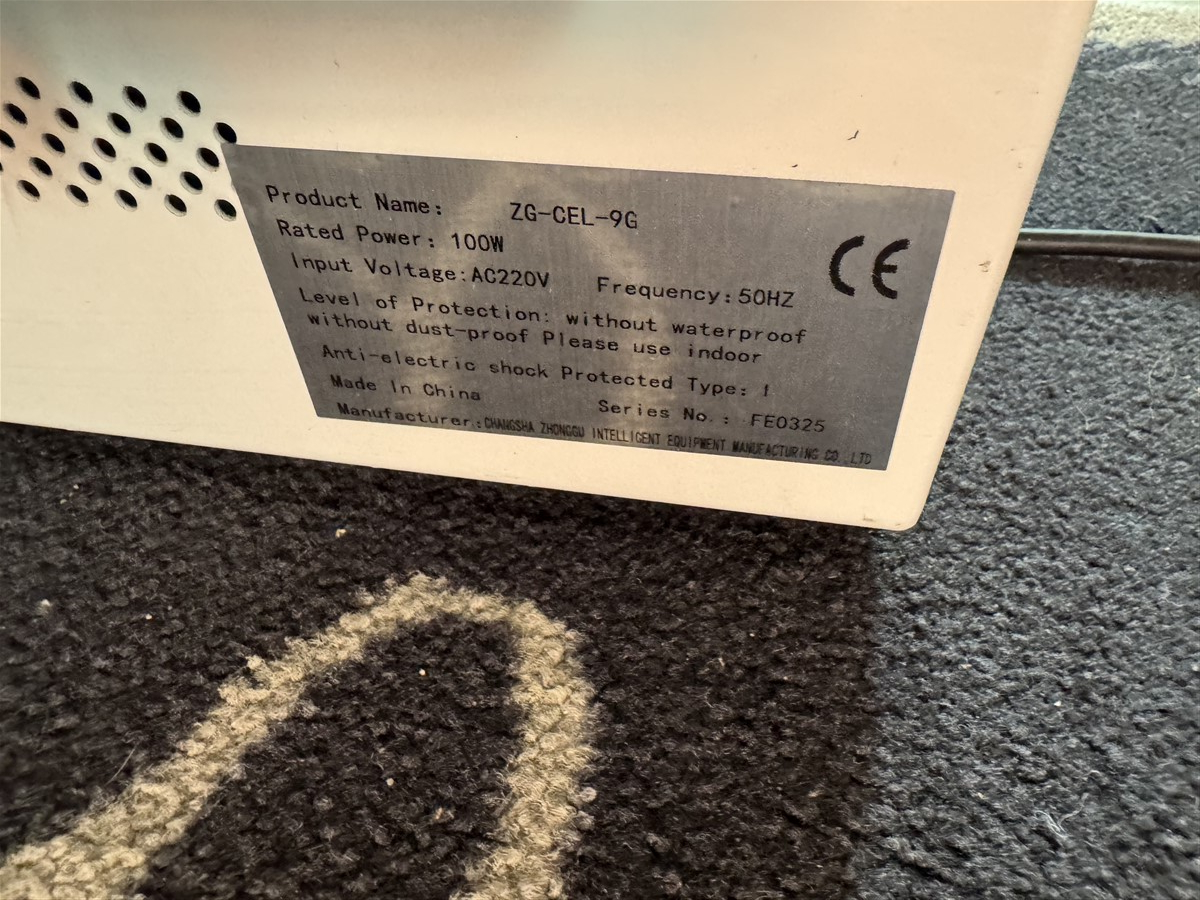 Product Name: ZG-CEL-9G
Rated Power: 100W
CE
Input Voltage:AC220V Frequency:50HZ
Level of Protection: without waterproof
without dust-proof Please use indoor
Anti-electric shock Protected Type: I
Made In China Series No.: FE0325
Manufacturer:CHANGSHA ZHONGGU INTELLIGENT EQUIPMENT MANUFACTURING CO.,LTD